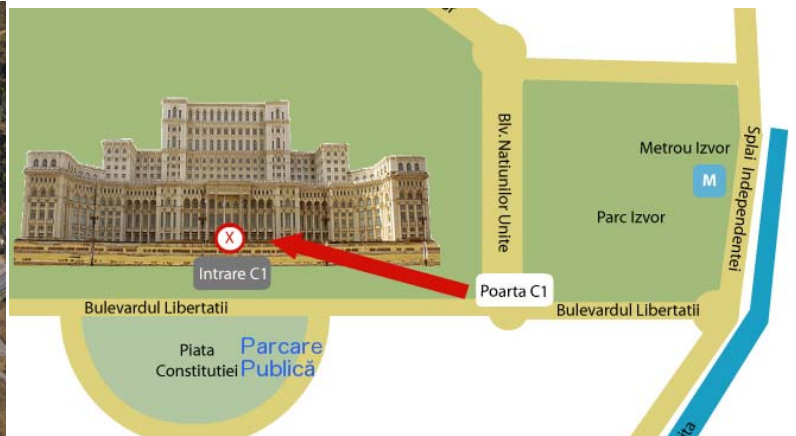 Blv. Natiunilor Unite
Metrou Izvor
M
Splai Independentei
Parc Izvor
X
Intrare C1
Poarta C1
Bulevardul Libertatii
Bulevardul Libertatii
Piata Parcare
Constitutiei Publică